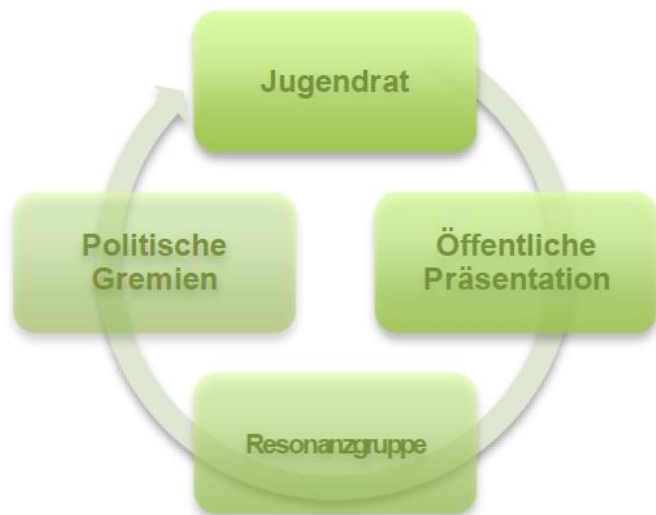 Jugendrat
Öffentliche
Präsentation
Resonanzgruppe
Politische
Gremien